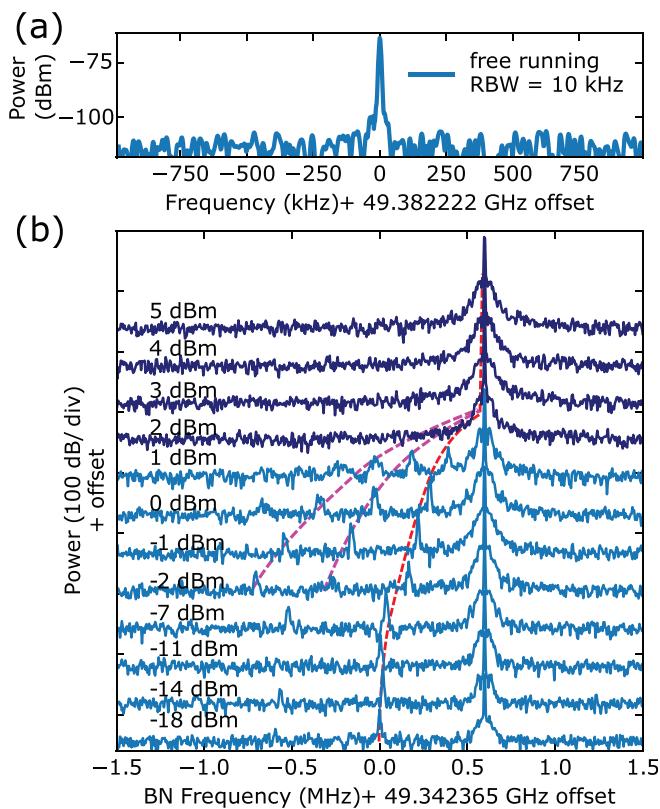 (a)
Power
(dBm)
−75
−100
free running
RBW = 10 kHz
−750 −500 −250 0 250 500 750
Frequency (kHz)+ 49.382222 GHz offset
(b)
Power (100 dB/ div)
+ offset
5 dBm
4 dBm
3 dBm
2 dBm
1 dBm
0 dBm
-1 dBm
-2 dBm
-7 dBm
-11 dBm
-14 dBm
-18 dBm
−1.5 −1.0 −0.5 0.0 0.5 1.0 1.5
BN Frequency (MHz)+ 49.342365 GHz offset